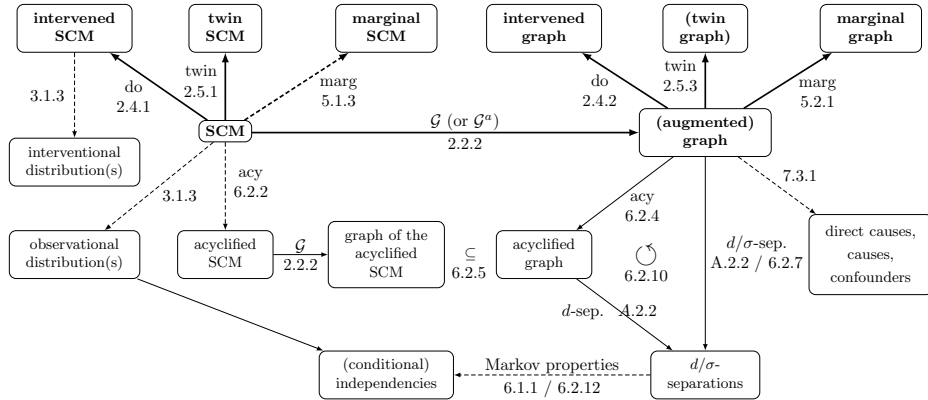 intervened
SCM
twin
SCM
marginal
SCM
intervened
graph
(twin
graph)
marginal
graph
3.1.3
do
2.4.1
twin
2.5.1
marg
5.1.3
do
2.4.2
twin
2.5.3
marg
5.2.1
SCM
𝒢 (or 𝒢ᵃ)
2.2.2
(augmented)
graph
interventional
distribution(s)
3.1.3
acy
6.2.2
acy
6.2.4
7.3.1
observational
distribution(s)
acyclified
SCM
𝒢
2.2.2
graph of the
acyclified
SCM
⊆
6.2.5
acyclified
graph
↺
6.2.10
d/σ-sep.
A.2.2 / 6.2.7
direct causes,
causes,
confounders
d-sep. A.2.2
(conditional)
independencies
Markov properties
6.1.1 / 6.2.12
d/σ-
separations